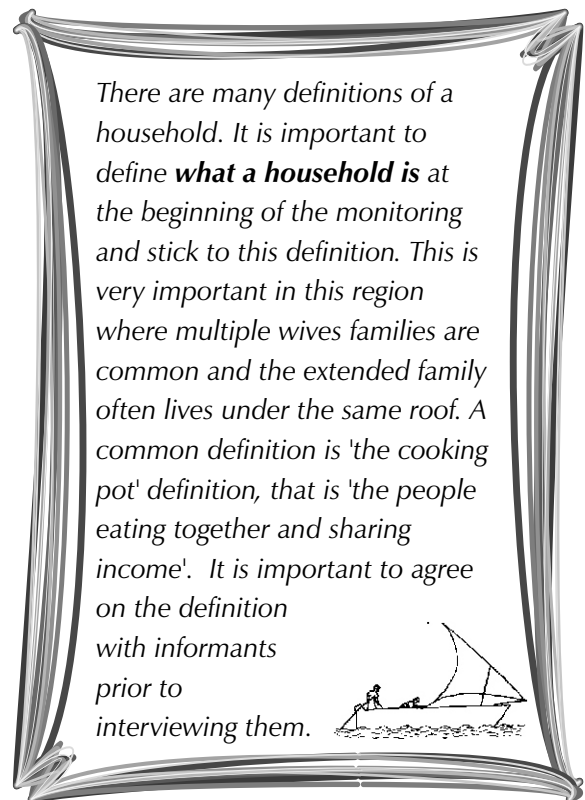 There are many definitions of a
household. It is important to
define what a household is at
the beginning of the monitoring
and stick to this definition. This is
very important in this region
where multiple wives families are
common and the extended family
often lives under the same roof. A
common definition is 'the cooking
pot' definition, that is 'the people
eating together and sharing
income'.  It is important to agree
on the definition
with informants
prior to
interviewing them.